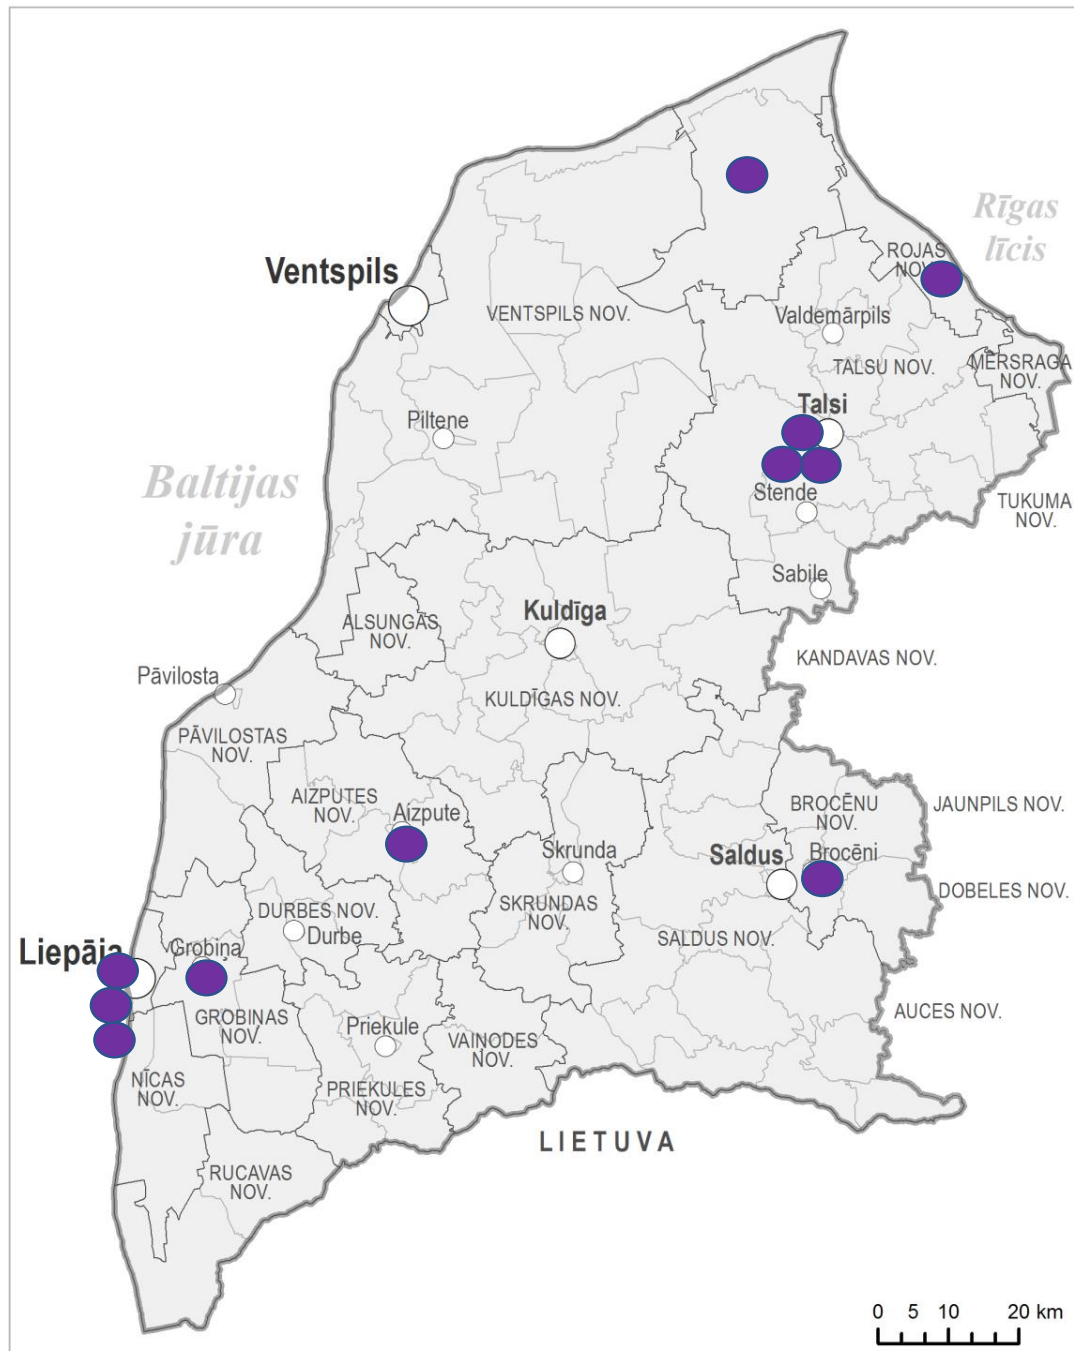 Rīgas
līcis
ROJAS
NOV.
Ventspils
VENTSPILS NOV.
Valdemārpils
TALSU NOV.
MĒRSRAGA
NOV.
Talsi
Piltene
Baltijas
jūra
Stende
TUKUMA
NOV.
Sabile
Kuldīga
ALSUNGAS
NOV.
KANDAVAS NOV.
Pāvilosta
KULDĪGAS NOV.
PĀVILOSTAS
NOV.
AIZPUTES
NOV.
Aizpute
BROCĒNU
NOV.
JAUNPILS NOV.
Skrunda
Saldus
Brocēni
DOBELES NOV.
SKRUNDAS
NOV.
DURBES NOV.
Durbe
SALDUS NOV.
Liepāja
Grobiņa
GROBIŅAS
NOV.
AUCES NOV.
Priekule
VAIŅODES
NOV.
NĪCAS
NOV.
PRIEKULES
NOV.
LIETUVA
RUCAVAS
NOV.
0 5 10 20 km